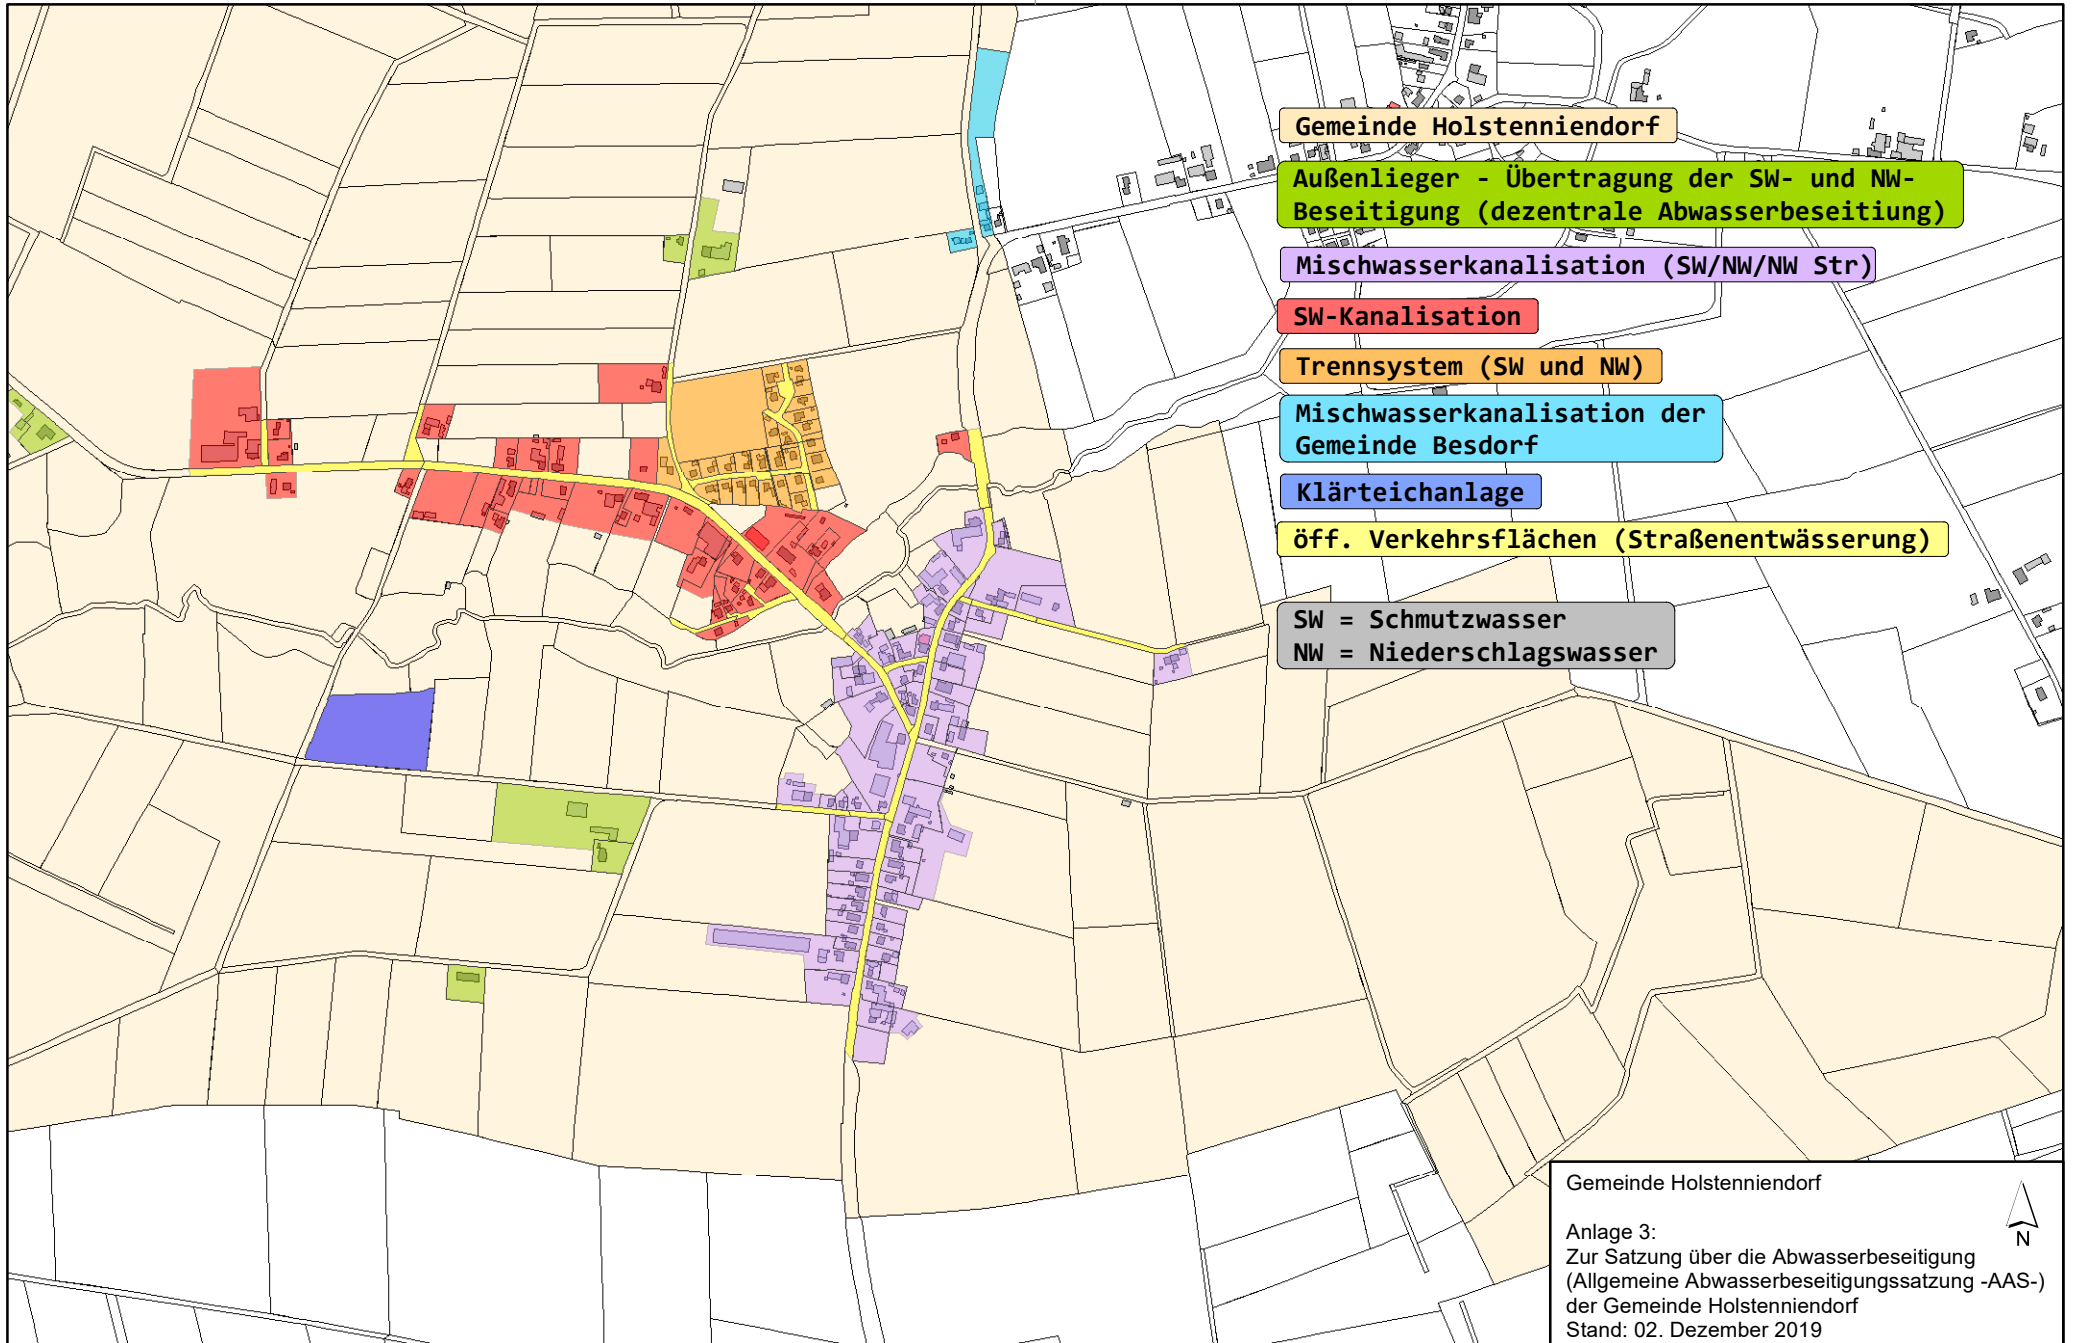 Gemeinde Holstenniendorf
Außenlieger - Übertragung der SW- und NW-
Beseitigung (dezentrale Abwasserbeseitiung)
Mischwasserkanalisation (SW/NW/NW Str)
SW-Kanalisation
Trennsystem (SW und NW)
Mischwasserkanalisation der
Gemeinde Besdorf
Klärteichanlage
öff. Verkehrsflächen (Straßenentwässerung)
SW = Schmutzwasser
NW = Niederschlagswasser
Gemeinde Holstenniendorf
Anlage 3:
Zur Satzung über die Abwasserbeseitigung
(Allgemeine Abwasserbeseitigungssatzung -AAS-)
der Gemeinde Holstenniendorf
Stand: 02. Dezember 2019
N